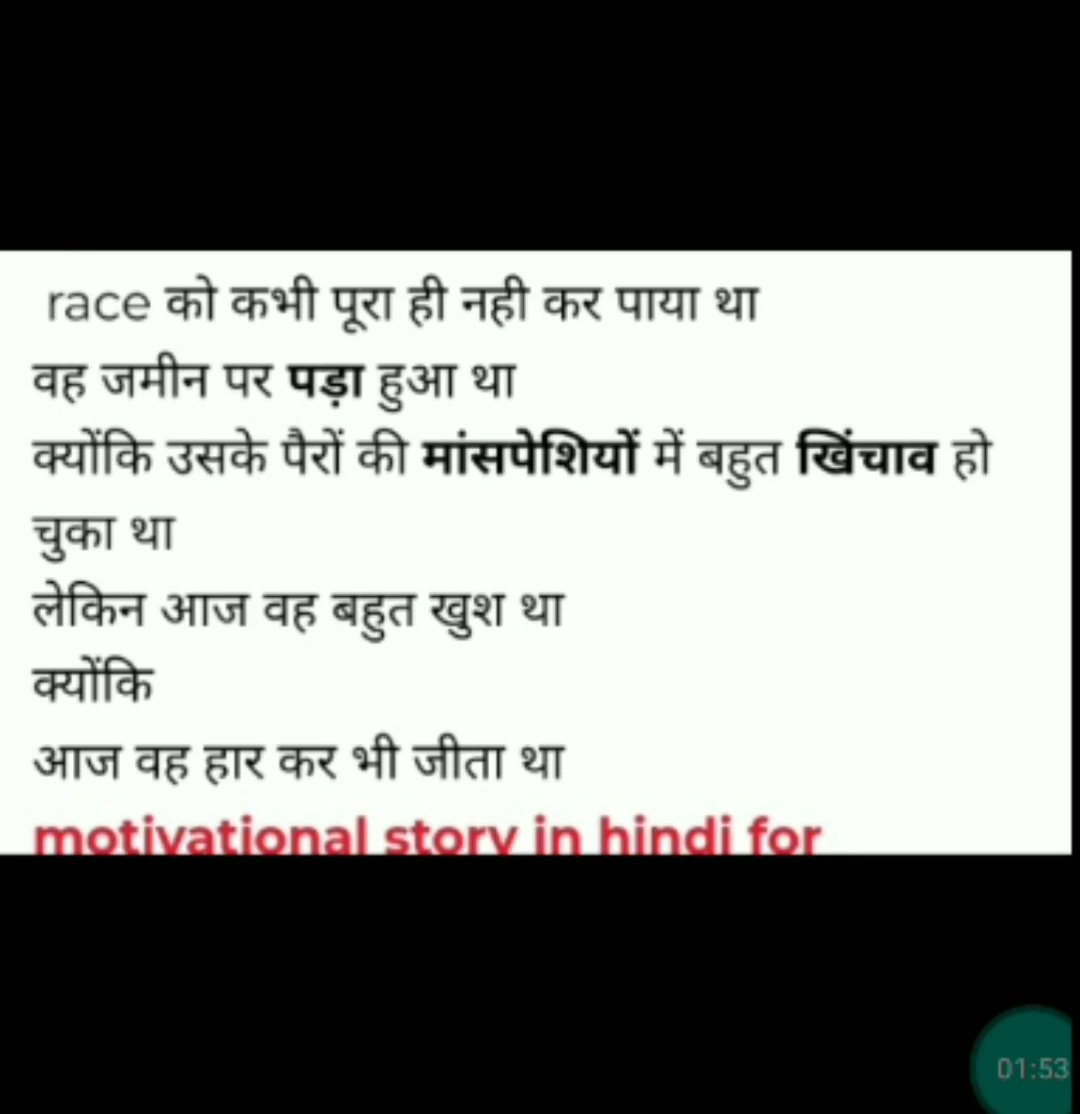 race को कभी पूरा ही नही कर पाया था
वह जमीन पर पड़ा हुआ था
क्योंकि उसके पैरों की मांसपेशियों में बहुत खिंचाव हो
चुका था
लेकिन आज वह बहुत खुश था
क्योंकि
आज वह हार कर भी जीता था
motivational story in hindi for
01:53